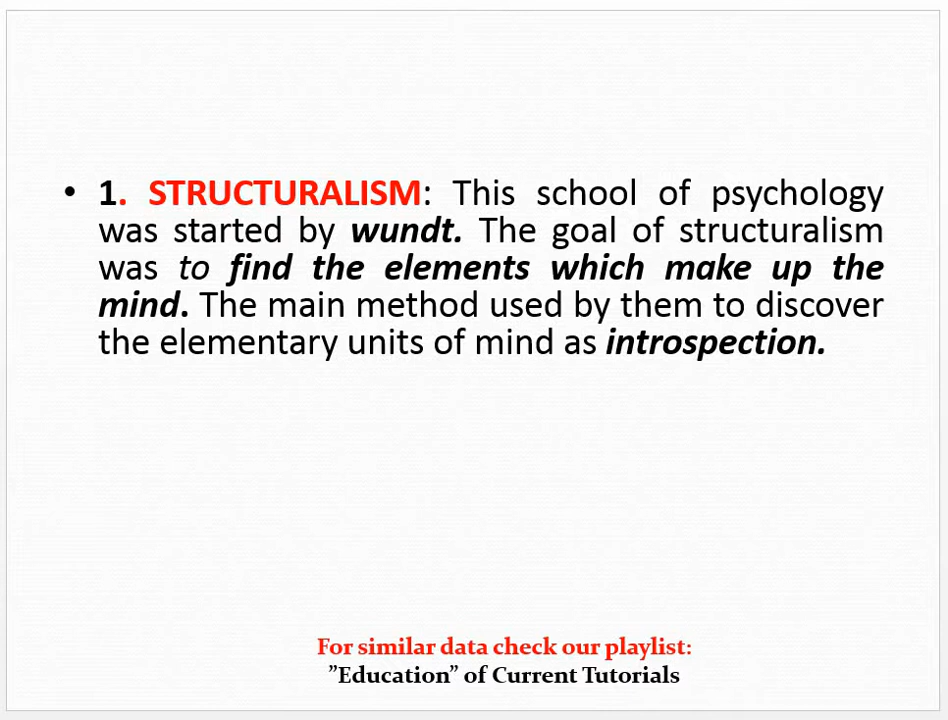 • 1. STRUCTURALISM: This school of psychology
was started by wundt. The goal of structuralism
was to find the elements which make up the
mind. The main method used by them to discover
the elementary units of mind as introspection.
For similar data check our playlist:
”Education” of Current Tutorials